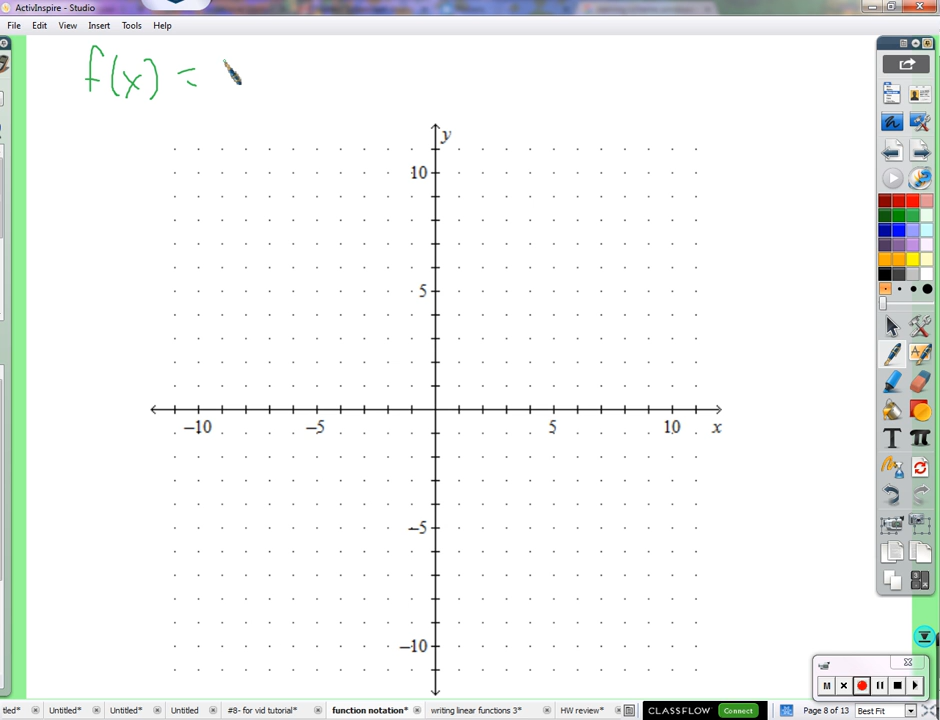 ActivInspire - Studio
File Edit View Insert Tools Help
f(x) =
y
10
5
-10 -5 5 10 x
-5
-10
M
tled* Untitled* Untitled* Untitled #8- for vid tutorial* function notation* writing linear functions 3* HW review* CLASSFLOW Connect Page 8 of 13 Best Fit